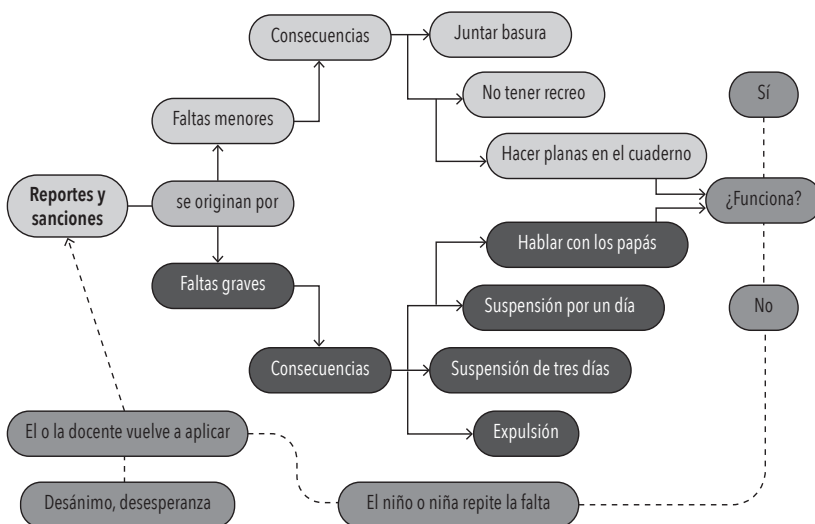 Consecuencias
Juntar basura
No tener recreo
Sí
Faltas menores
Hacer planas en el cuaderno
Reportes y
sanciones
se originan por
¿Funciona?
Hablar con los papás
Faltas graves
Suspensión por un día
No
Consecuencias
Suspensión de tres días
El o la docente vuelve a aplicar
Expulsión
Desánimo, desesperanza
El niño o niña repite la falta